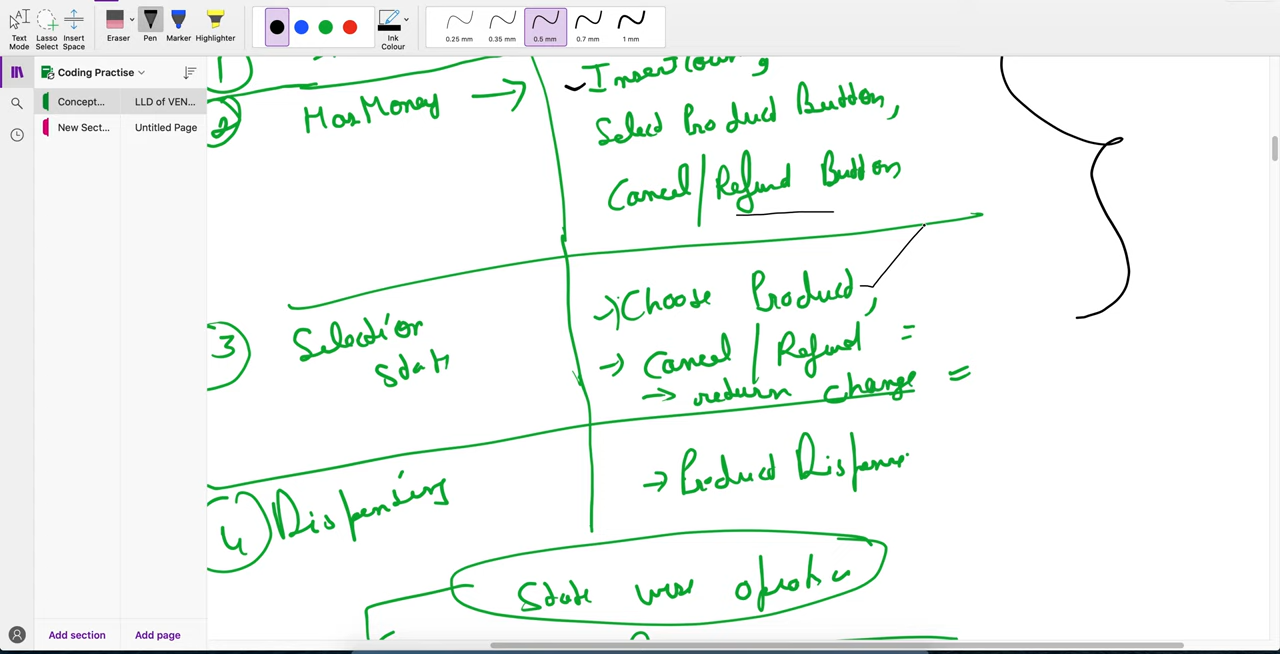 Text Mode
Lasso Select
Insert Space
Eraser
Pen
Marker
Highlighter
Ink Colour
0.25 mm
0.35 mm
0.5 mm
0.7 mm
1 mm
Coding Practise
Concept...
LLD of VEN...
New Sect...
Untitled Page
Add section
Add page
1
2 HasMoney →
Select Product Button,
Cancel/Refund Button
3 Selection State
→ Choose Product,
→ Cancel / Refund =
→ return change =
4 Dispensing
→ Product Dispense.
State wise operation